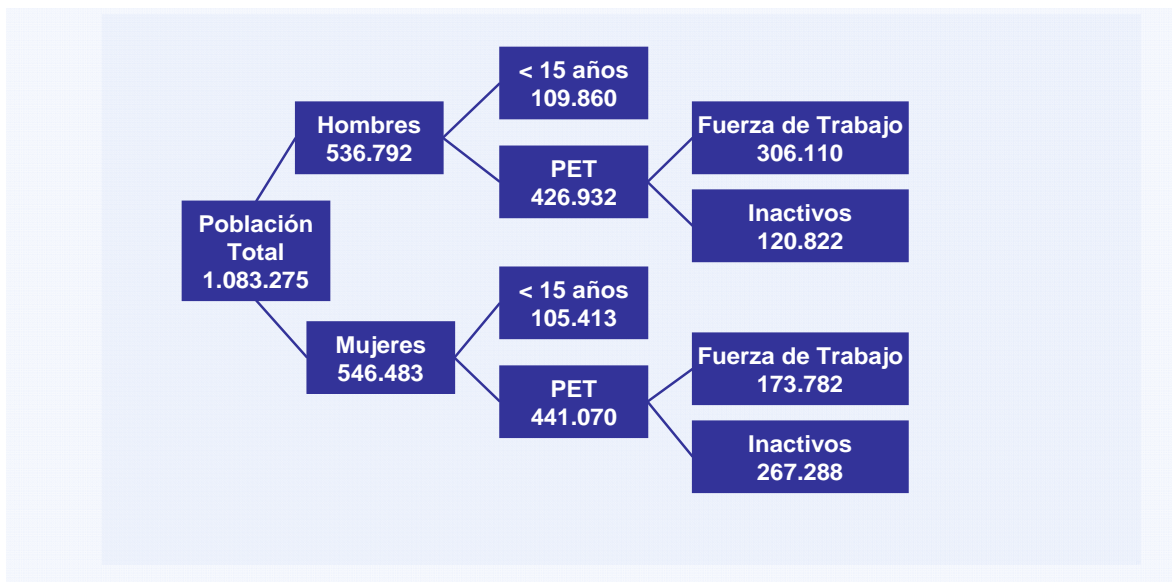 Población
Total
1.083.275
Hombres
536.792
< 15 años
109.860
PET
426.932
Fuerza de Trabajo
306.110
Inactivos
120.822
Mujeres
546.483
< 15 años
105.413
PET
441.070
Fuerza de Trabajo
173.782
Inactivos
267.288